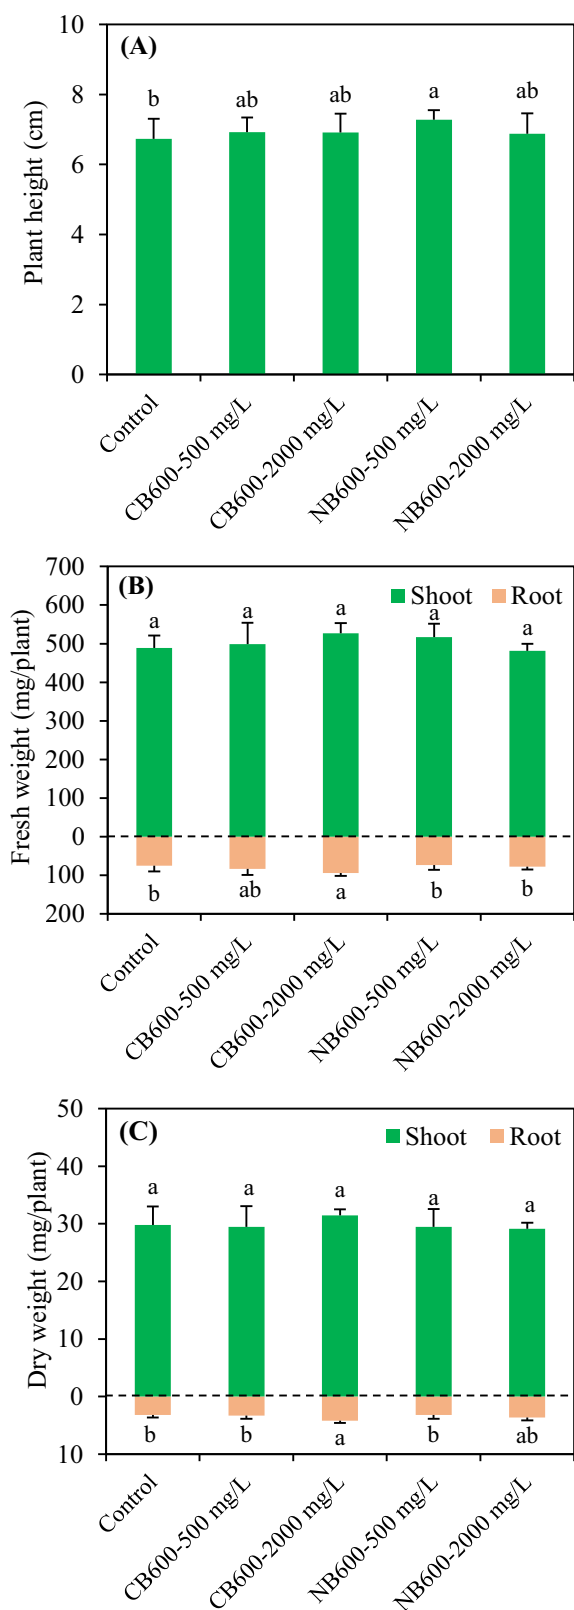 (A)
Plant height (cm)
10
8
6
4
2
0
b
ab
ab
a
ab
Control
CB600-500 mg/L
CB600-2000 mg/L
NB600-500 mg/L
NB600-2000 mg/L
(B)
Shoot Root
Fresh weight (mg/plant)
700
600
500
400
300
200
100
0
100
200
a
a
a
a
a
b
ab
a
b
b
Control
CB600-500 mg/L
CB600-2000 mg/L
NB600-500 mg/L
NB600-2000 mg/L
(C)
Shoot Root
Dry weight (mg/plant)
50
40
30
20
10
0
10
a
a
a
a
a
b
b
a
b
ab
Control
CB600-500 mg/L
CB600-2000 mg/L
NB600-500 mg/L
NB600-2000 mg/L